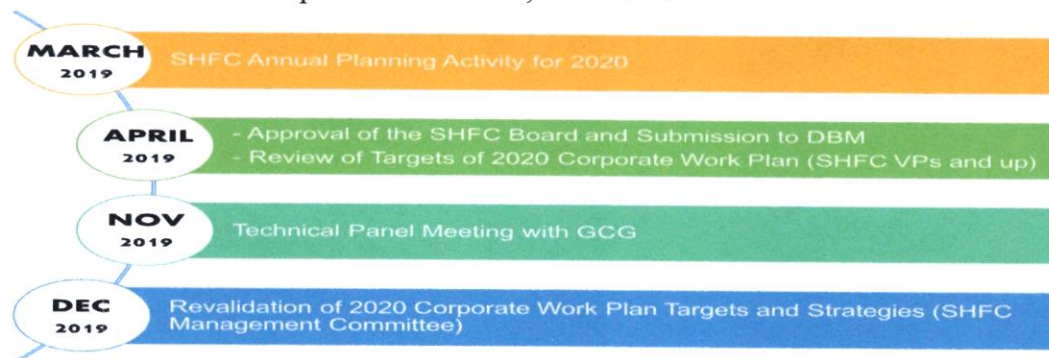 MARCH
2019
SHFC Annual Planning Activity for 2020
APRIL
2019
- Approval of the SHFC Board and Submission to DBM
- Review of Targets of 2020 Corporate Work Plan (SHFC VPs and up)
NOV
2019
Technical Panel Meeting with GCG
DEC
2019
Revalidation of 2020 Corporate Work Plan Targets and Strategies (SHFC
Management Committee)